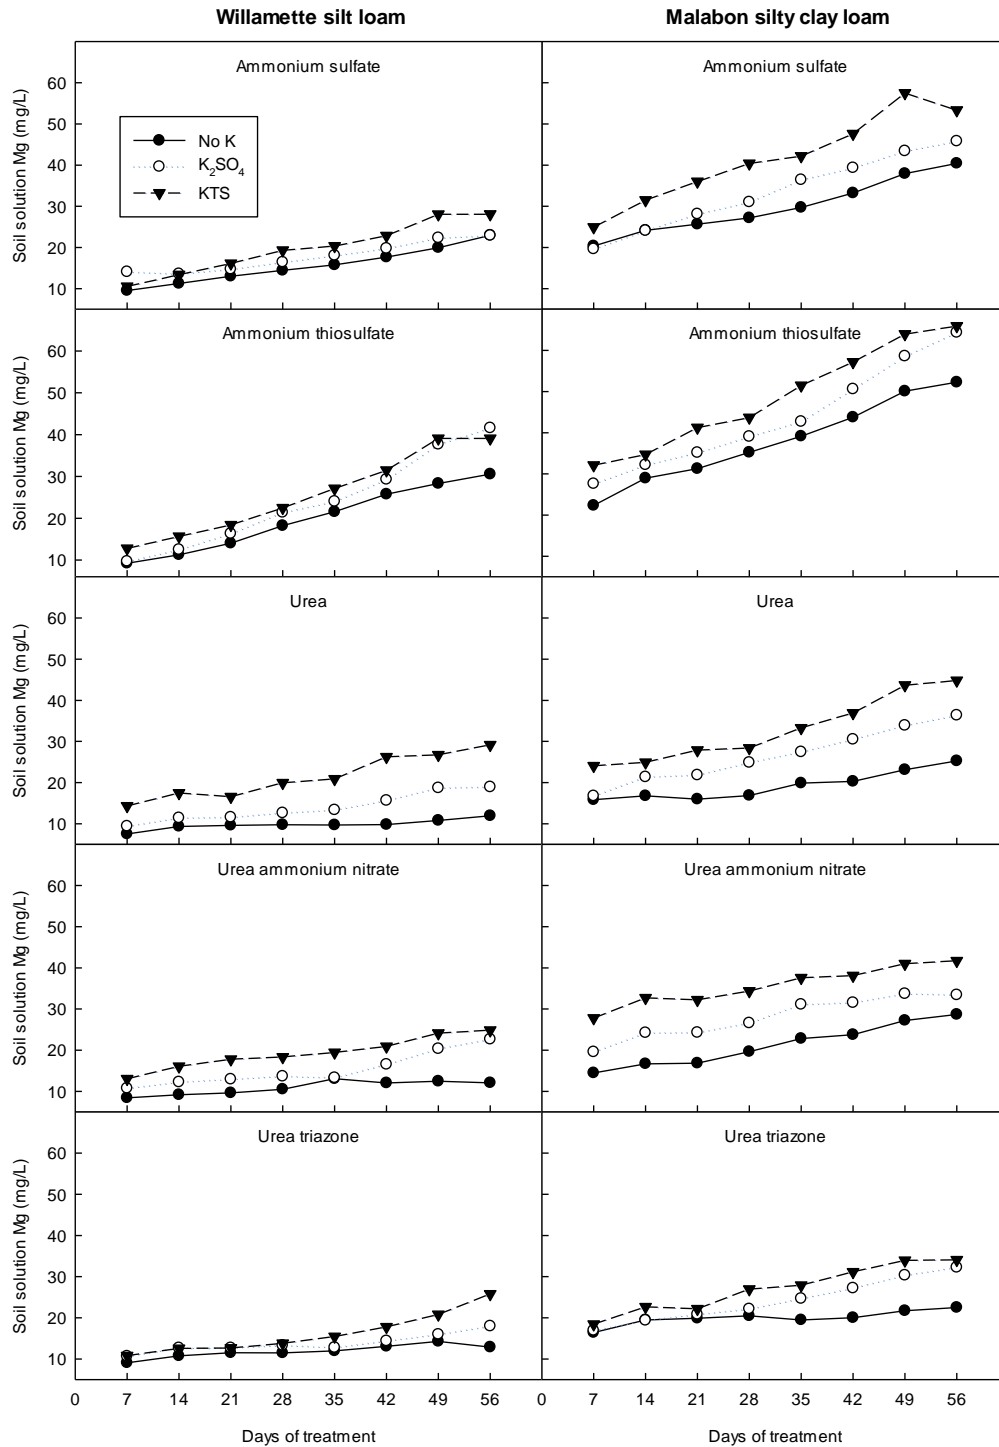 Willamette silt loam
Malabon silty clay loam
Ammonium sulfate
Ammonium sulfate
Soil solution Mg (mg/L)
60
50
40
30
20
10
No K
K₂SO₄
KTS
Ammonium thiosulfate
Ammonium thiosulfate
Soil solution Mg (mg/L)
60
50
40
30
20
10
Urea
Urea
Soil solution Mg (mg/L)
60
50
40
30
20
10
Urea ammonium nitrate
Urea ammonium nitrate
Soil solution Mg (mg/L)
60
50
40
30
20
10
Urea triazone
Urea triazone
Soil solution Mg (mg/L)
60
50
40
30
20
10
0 7 14 21 28 35 42 49 56
0 7 14 21 28 35 42 49 56
Days of treatment
Days of treatment